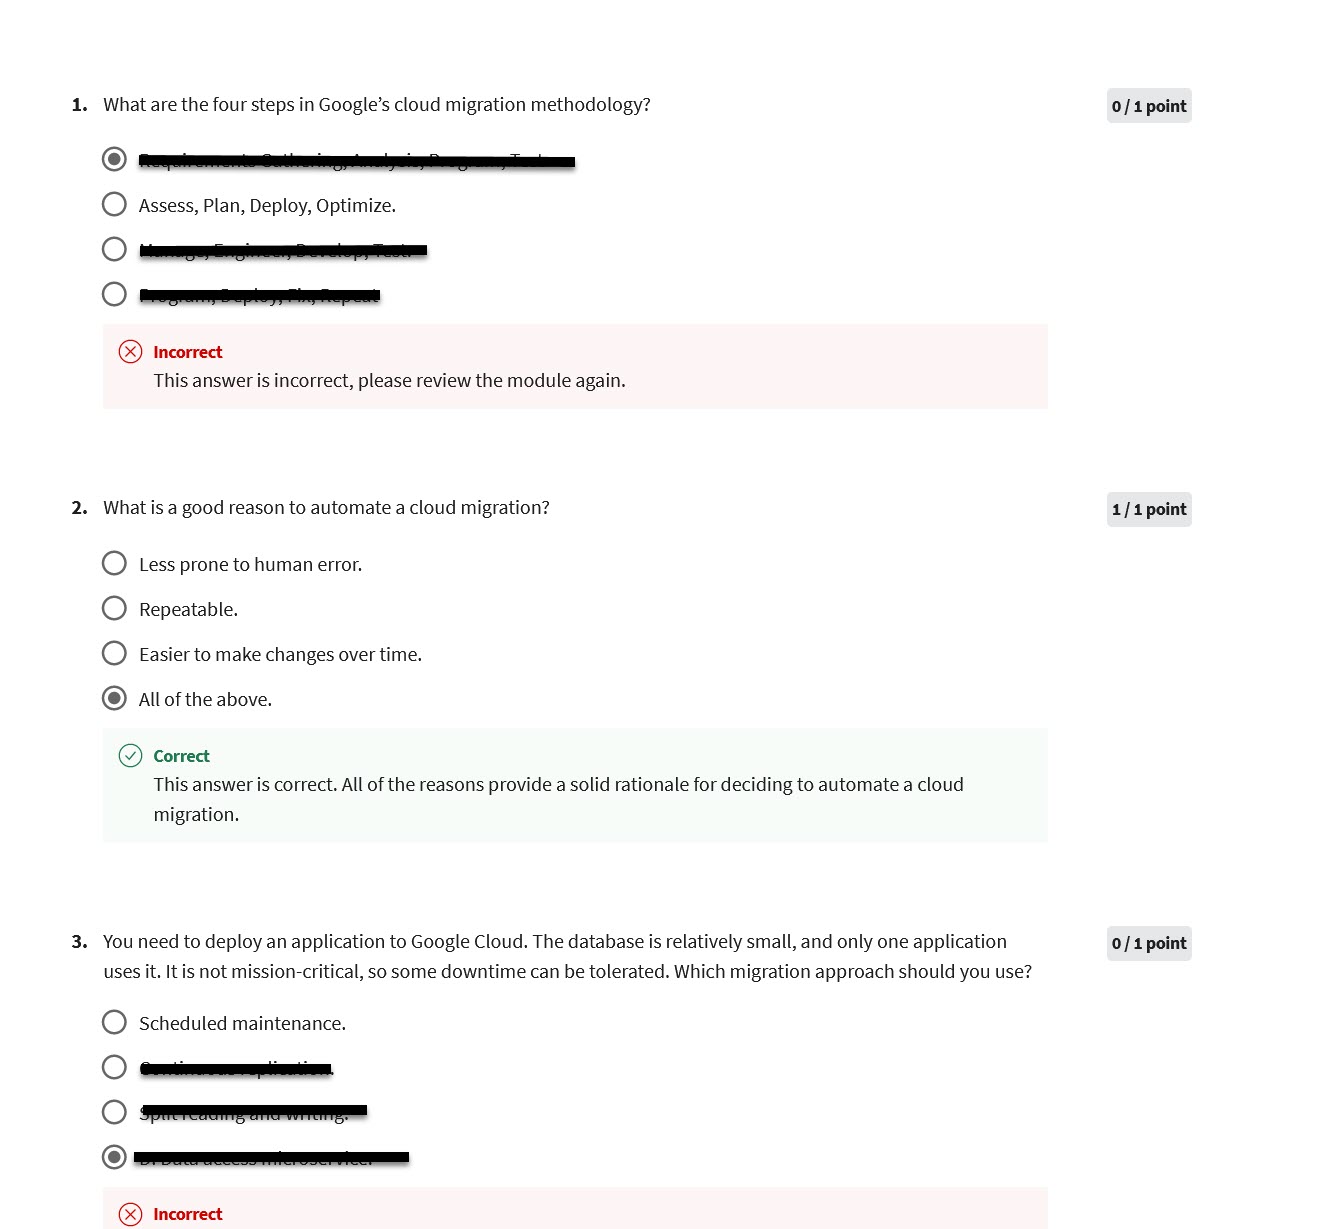 1. What are the four steps in Google’s cloud migration methodology?
0 / 1 point
Assess, Plan, Deploy, Optimize.
Incorrect
This answer is incorrect, please review the module again.
2. What is a good reason to automate a cloud migration?
1 / 1 point
Less prone to human error.
Repeatable.
Easier to make changes over time.
All of the above.
Correct
This answer is correct. All of the reasons provide a solid rationale for deciding to automate a cloud
migration.
3. You need to deploy an application to Google Cloud. The database is relatively small, and only one application
0 / 1 point
uses it. It is not mission-critical, so some downtime can be tolerated. Which migration approach should you use?
Scheduled maintenance.
Incorrect